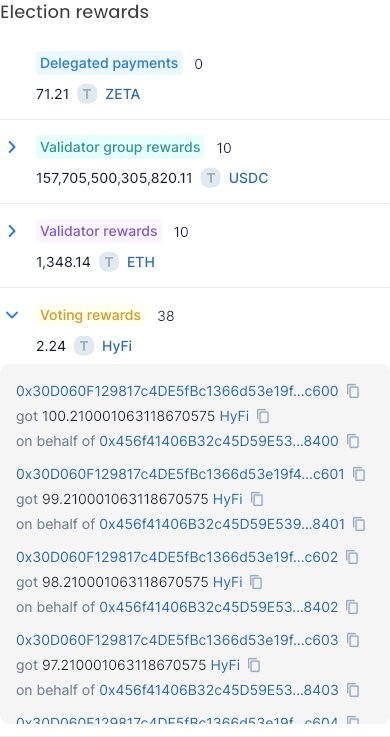 Election rewards
Delegated payments 0
71.21 T ZETA
Validator group rewards 10
157,705,500,305,820.11 T USDC
Validator rewards 10
1,348.14 T ETH
Voting rewards 38
2.24 T HyFi
0x30D060F129817c4DE5fBc1366d53e19f...c600
got 100.210001063118670575 HyFi
on behalf of 0x456f41406B32c45D59E53...8400
0x30D060F129817c4DE5fBc1366d53e19f4...c601
got 99.210001063118670575 HyFi
on behalf of 0x456f41406B32c45D59E539...8401
0x30D060F129817c4DE5fBc1366d53e19f...c602
got 98.210001063118670575 HyFi
on behalf of 0x456f41406B32c45D59E53...8402
0x30D060F129817c4DE5fBc1366d53e19f...c603
got 97.210001063118670575 HyFi
on behalf of 0x456f41406B32c45D59E53...8403
0x30D060F129817c4DE5fBc1366d53e19f...c604